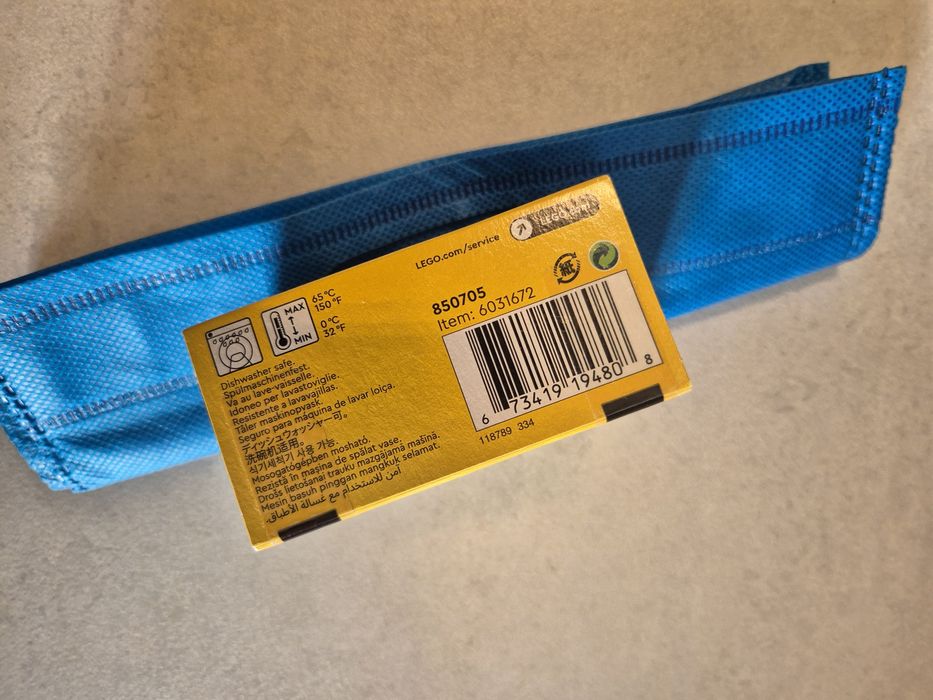 LEGO.com/service
MAX
65 °C
150 °F
MIN
0 °C
32 °F
Dishwasher safe.
Spülmaschinenfest.
Va au lave-vaisselle.
Idoneo per lavastoviglie.
Resistente a lavavajillas.
Tåler maskinopvask.
Seguro para máquina de lavar loiça.
ディッシュウォッシャー可。
洗碗机适用。
식기세척기 사용 가능.
Mosogatógépben mosható.
Rezistă în mașina de spălat vase.
Drošs lietošanai trauku mazgājamā mašīnā.
Mesin basuh pinggan mangkuk selamat.
آمن للاستخدام مع غسالة الأطباق.
850705
Item: 6031672
紙
6 73419 19480 8
118789 334